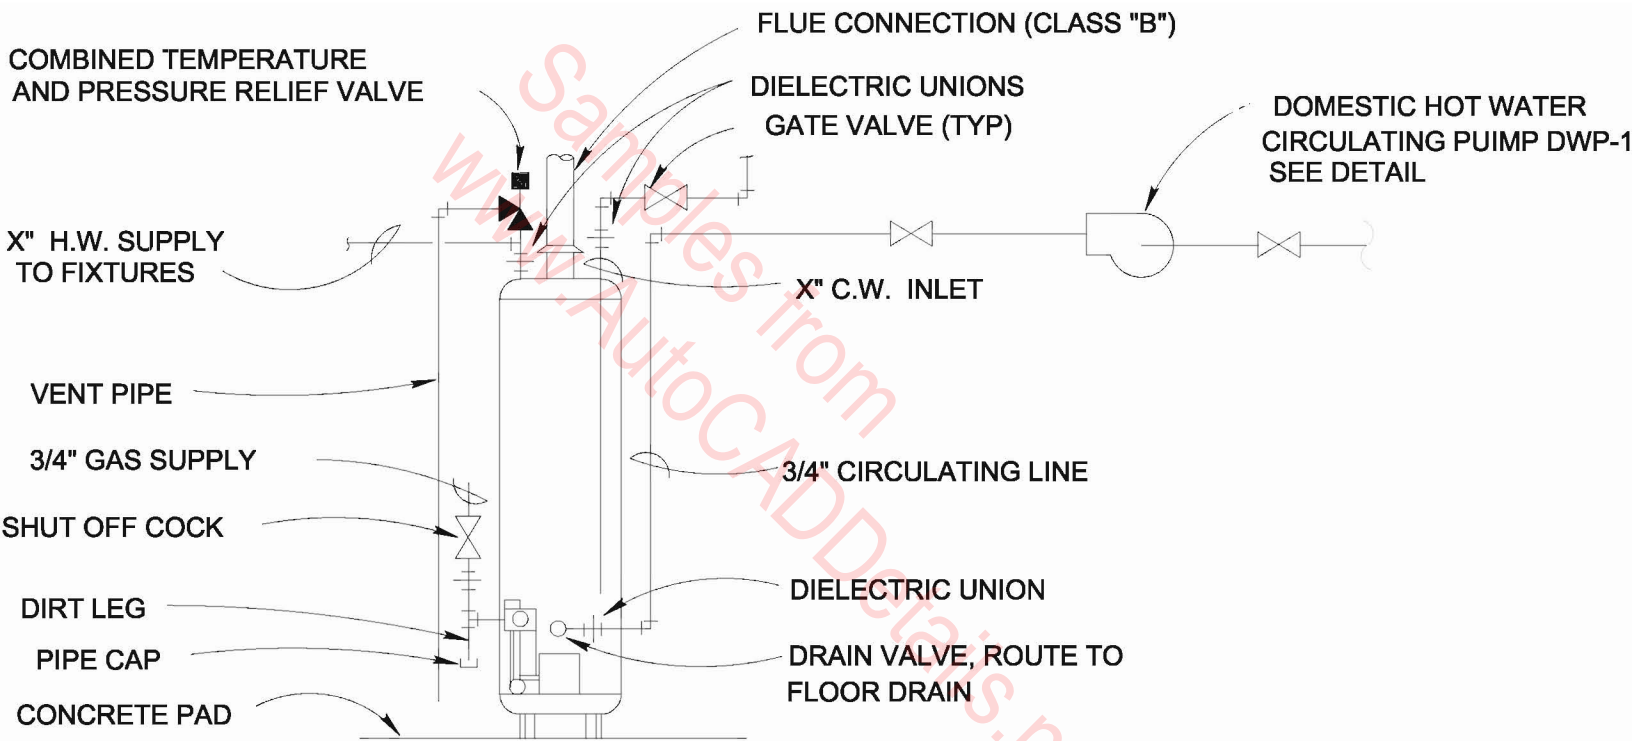 FLUE CONNECTION (CLASS "B")
COMBINED TEMPERATURE
AND PRESSURE RELIEF VALVE
DIELECTRIC UNIONS
GATE VALVE (TYP)
DOMESTIC HOT WATER
CIRCULATING PUIMP DWP-1
SEE DETAIL
X" H.W. SUPPLY
TO FIXTURES
X" C.W. INLET
VENT PIPE
3/4" GAS SUPPLY
3/4" CIRCULATING LINE
SHUT OFF COCK
DIRT LEG
DIELECTRIC UNION
PIPE CAP
DRAIN VALVE, ROUTE TO
FLOOR DRAIN
CONCRETE PAD
Samples from